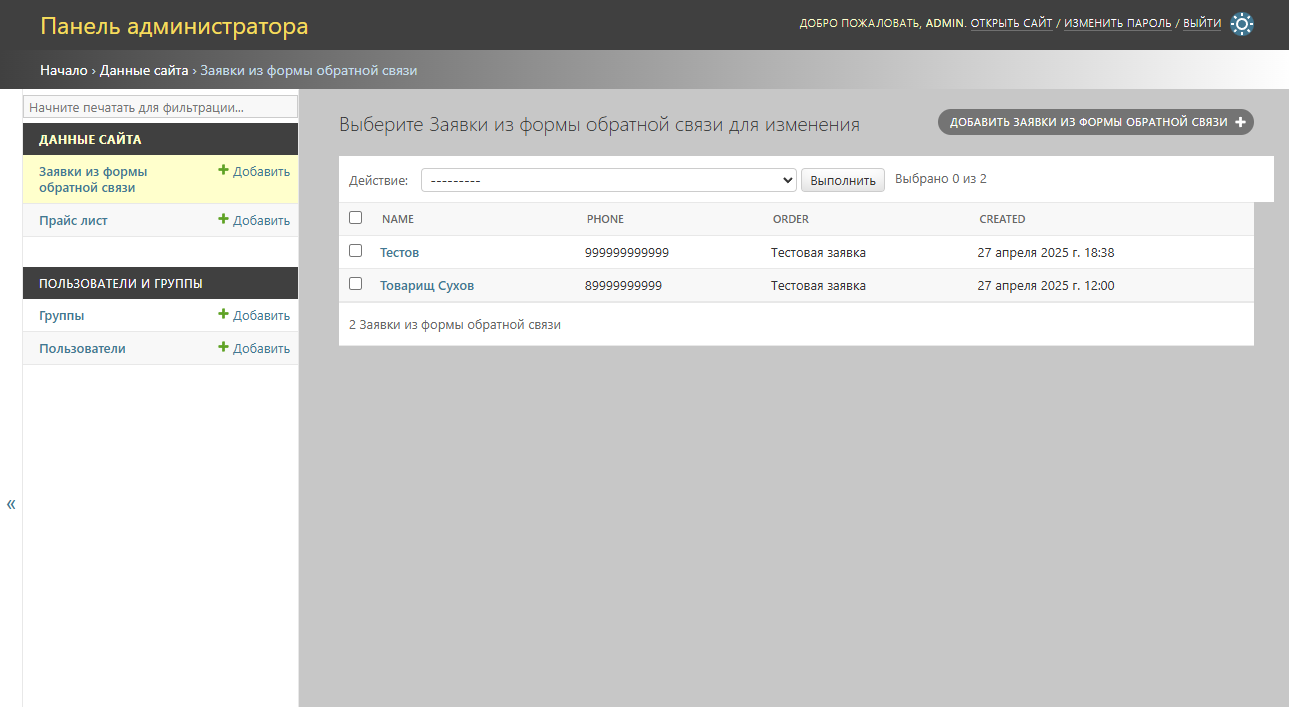 Панель администратора
ДОБРО ПОЖАЛОВАТЬ, ADMIN. ОТКРЫТЬ САЙТ / ИЗМЕНИТЬ ПАРОЛЬ / ВЫЙТИ
Начало › Данные сайта › Заявки из формы обратной связи
Начните печатать для фильтрации...
ДАННЫЕ САЙТА
Заявки из формы обратной связи
Добавить
Прайс лист
Добавить
ПОЛЬЗОВАТЕЛИ И ГРУППЫ
Группы
Добавить
Пользователи
Добавить
«
Выберите Заявки из формы обратной связи для изменения
ДОБАВИТЬ ЗАЯВКИ ИЗ ФОРМЫ ОБРАТНОЙ СВЯЗИ
Действие: --------- Выполнить Выбрано 0 из 2
NAME PHONE ORDER CREATED
Тестов 999999999999 Тестовая заявка 27 апреля 2025 г. 18:38
Товарищ Сухов 89999999999 Тестовая заявка 27 апреля 2025 г. 12:00
2 Заявки из формы обратной связи